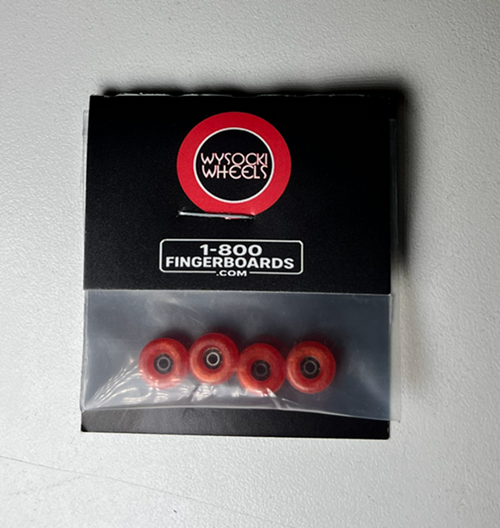 WYSOCKI
WHEELS
1-800
FINGERBOARDS
.COM